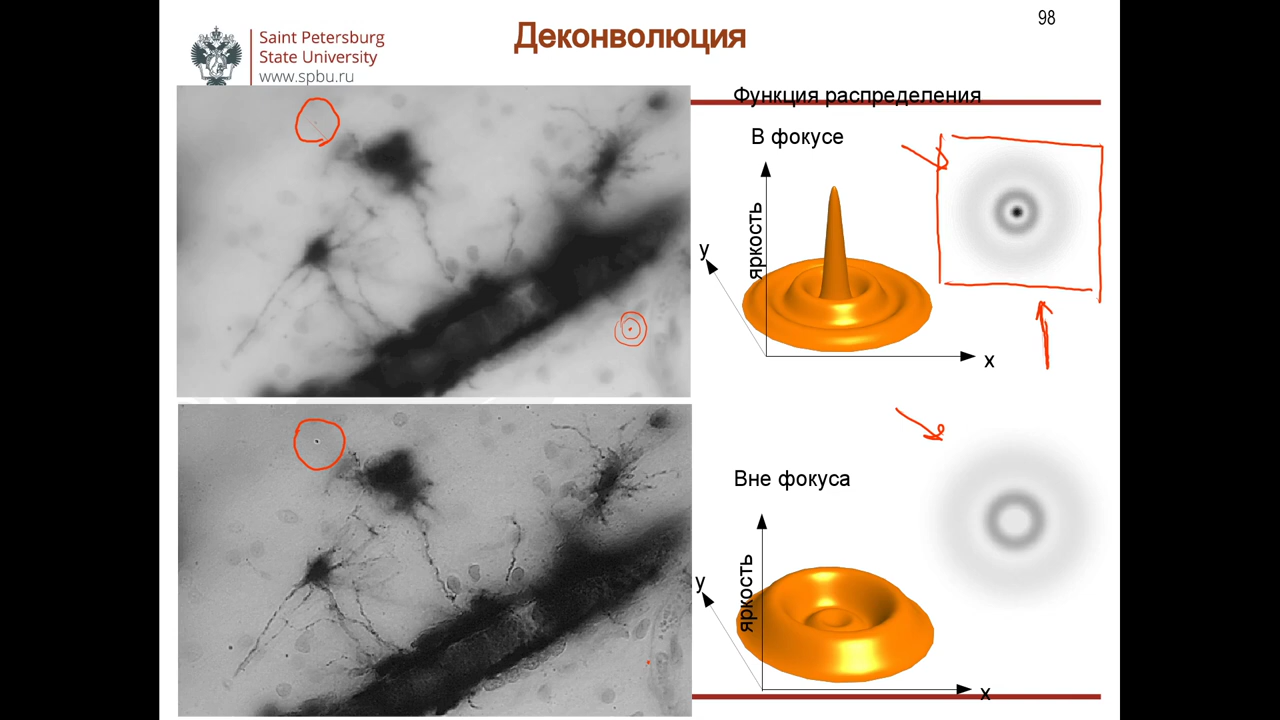 98
Деконволюция
Saint Petersburg
State University
www.spbu.ru
Функция распределения
В фокусе
яркость
y
x
Вне фокуса
яркость
y
x